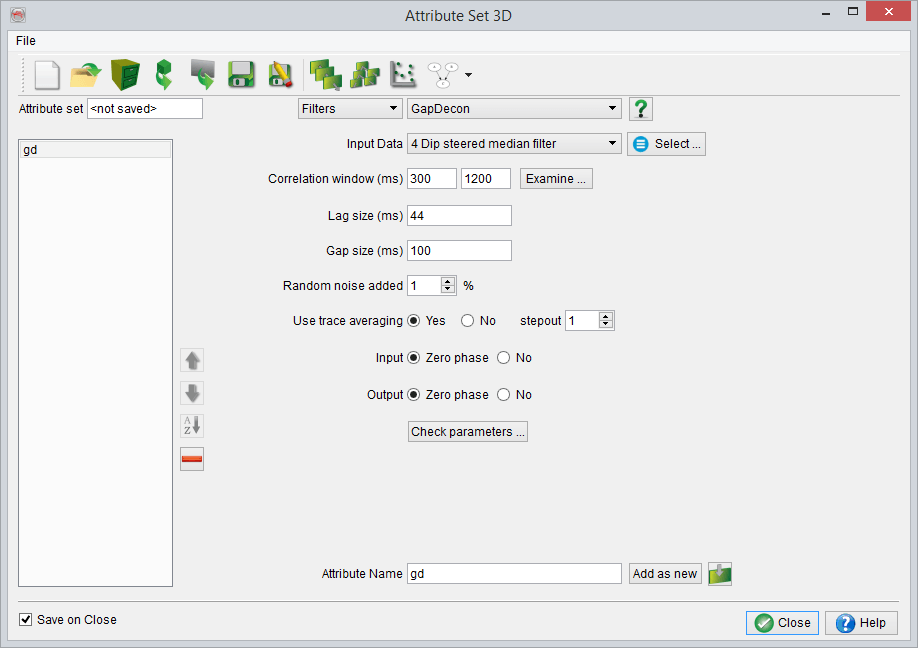 Attribute Set 3D
File
Attribute set <not saved> Filters GapDecon ?
gd
Input Data 4 Dip steered median filter Select ...
Correlation window (ms) 300 1200 Examine ...
Lag size (ms) 44
Gap size (ms) 100
Random noise added 1 %
Use trace averaging Yes No stepout 1
Input Zero phase No
Output Zero phase No
A
Z
Check parameters ...
Attribute Name gd Add as new
Save on Close
Close ? Help